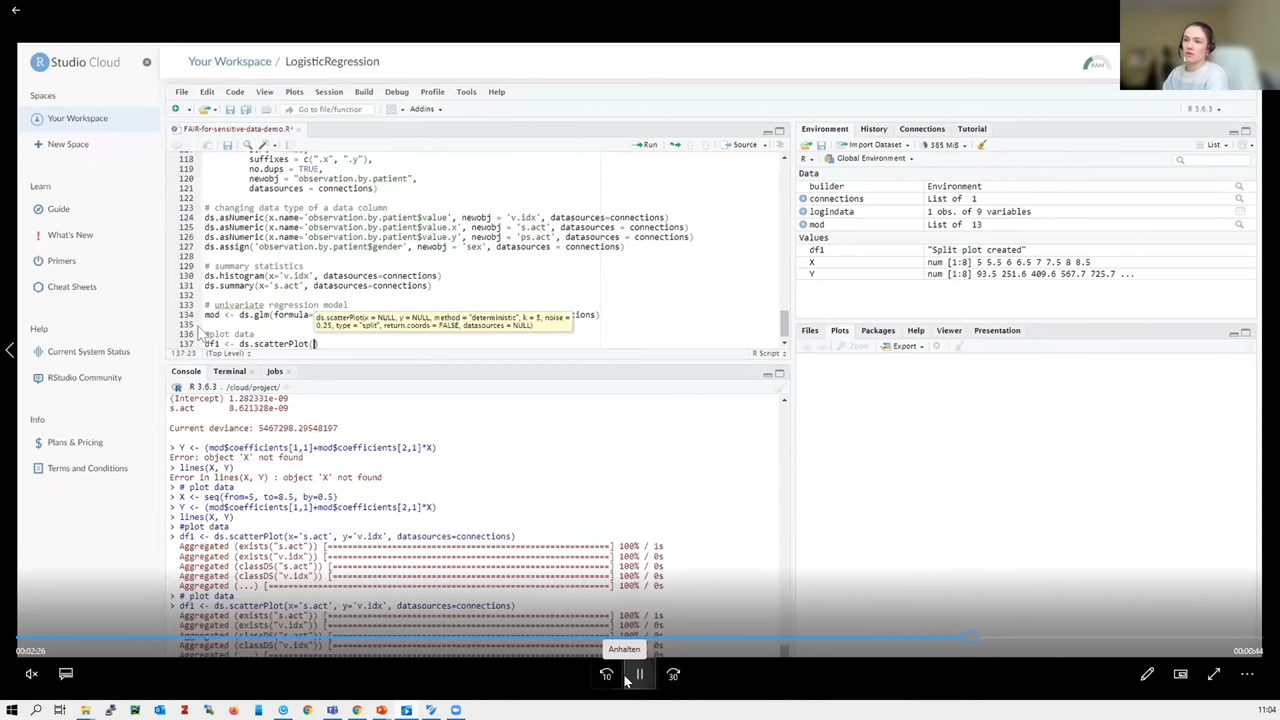 R Studio Cloud
Your Workspace / LogisticRegression
RAM
Spaces
Your Workspace
New Space
Learn
Guide
What's New
Primers
Cheat Sheets
Help
Current System Status
RStudio Community
Info
Plans & Pricing
Terms and Conditions
File Edit Code View Plots Session Build Debug Profile Tools Help
Go to file/function Addins
R 3.6.3
FAIR-for-sensitive-data-demo.R*
Run Source
118 suffixes = c(".x", ".y"),
119 no.dups = TRUE,
120 newobj = "observation.by.patient",
121 datasources = connections)
122
123 # changing data type of a data column
124 ds.asNumeric(x.name='observation.by.patient$value', newobj = 'v.idx', datasources=connections)
125 ds.asNumeric(x.name='observation.by.patient$value.x', newobj = 's.act', datasources=connections)
126 ds.asNumeric(x.name='observation.by.patient$value.y', newobj = 'ps.act', datasources=connections)
127 ds.assign('observation.by.patient$gender', newobj = 'sex', datasources=connections)
128
129 # summary statistics
130 ds.histogram(x='v.idx', datasources=connections)
131 ds.summary(x='s.act', datasources=connections)
132
133 # univariate regression model
134 mod <- ds.glm(formula=
ds.scatterPlot(x = NULL, y = NULL, method = "deterministic", k = 3, noise =
0.25, type = "split", return.coords = FALSE, datasources = NULL)
135
136 #plot data
137 df1 <- ds.scatterPlot()
137:23 (Top Level) R Script
Console Terminal Jobs
R 3.6.3 . /cloud/project/
(Intercept) 1.282331e-09
s.act 8.621328e-09
Current deviance: 5467298.29548197
> Y <- (mod$coefficients[1,1]+mod$coefficients[2,1]*X)
Error: object 'X' not found
> lines(X, Y)
Error in lines(X, Y) : object 'X' not found
> # plot data
> X <- seq(from=5, to=8.5, by=0.5)
> Y <- (mod$coefficients[1,1]+mod$coefficients[2,1]*X)
> lines(X, Y)
> #plot data
> df1 <- ds.scatterPlot(x='s.act', y='v.idx', datasources=connections)
Aggregated (exists("s.act")) [==================================================] 100% / 1s
Aggregated (exists("v.idx")) [==================================================] 100% / 0s
Aggregated (classDS("s.act")) [=================================================] 100% / 0s
Aggregated (classDS("v.idx")) [=================================================] 100% / 0s
Aggregated (...) [==============================================================] 100% / 0s
> # plot data
> df1 <- ds.scatterPlot(x='s.act', y='v.idx', datasources=connections)
Aggregated (exists("s.act")) [==================================================] 100% / 1s
Aggregated (exists("v.idx")) [==================================================] 100% / 0s
Environment History Connections Tutorial
Import Dataset 385 MiB List
R Global Environment
Data
builder Environment
connections List of 1
logindata 1 obs. of 9 variables
mod List of 13
Values
df1 "Split plot created"
X num [1:8] 5 5.5 6 6.5 7 7.5 8 8.5
Y num [1:8] 93.5 251.6 409.6 567.7 725.7 ...
Files Plots Packages Help Viewer Presentation
Zoom Export
Anhalten
00:02:26
00:00:44
10
30
11:04